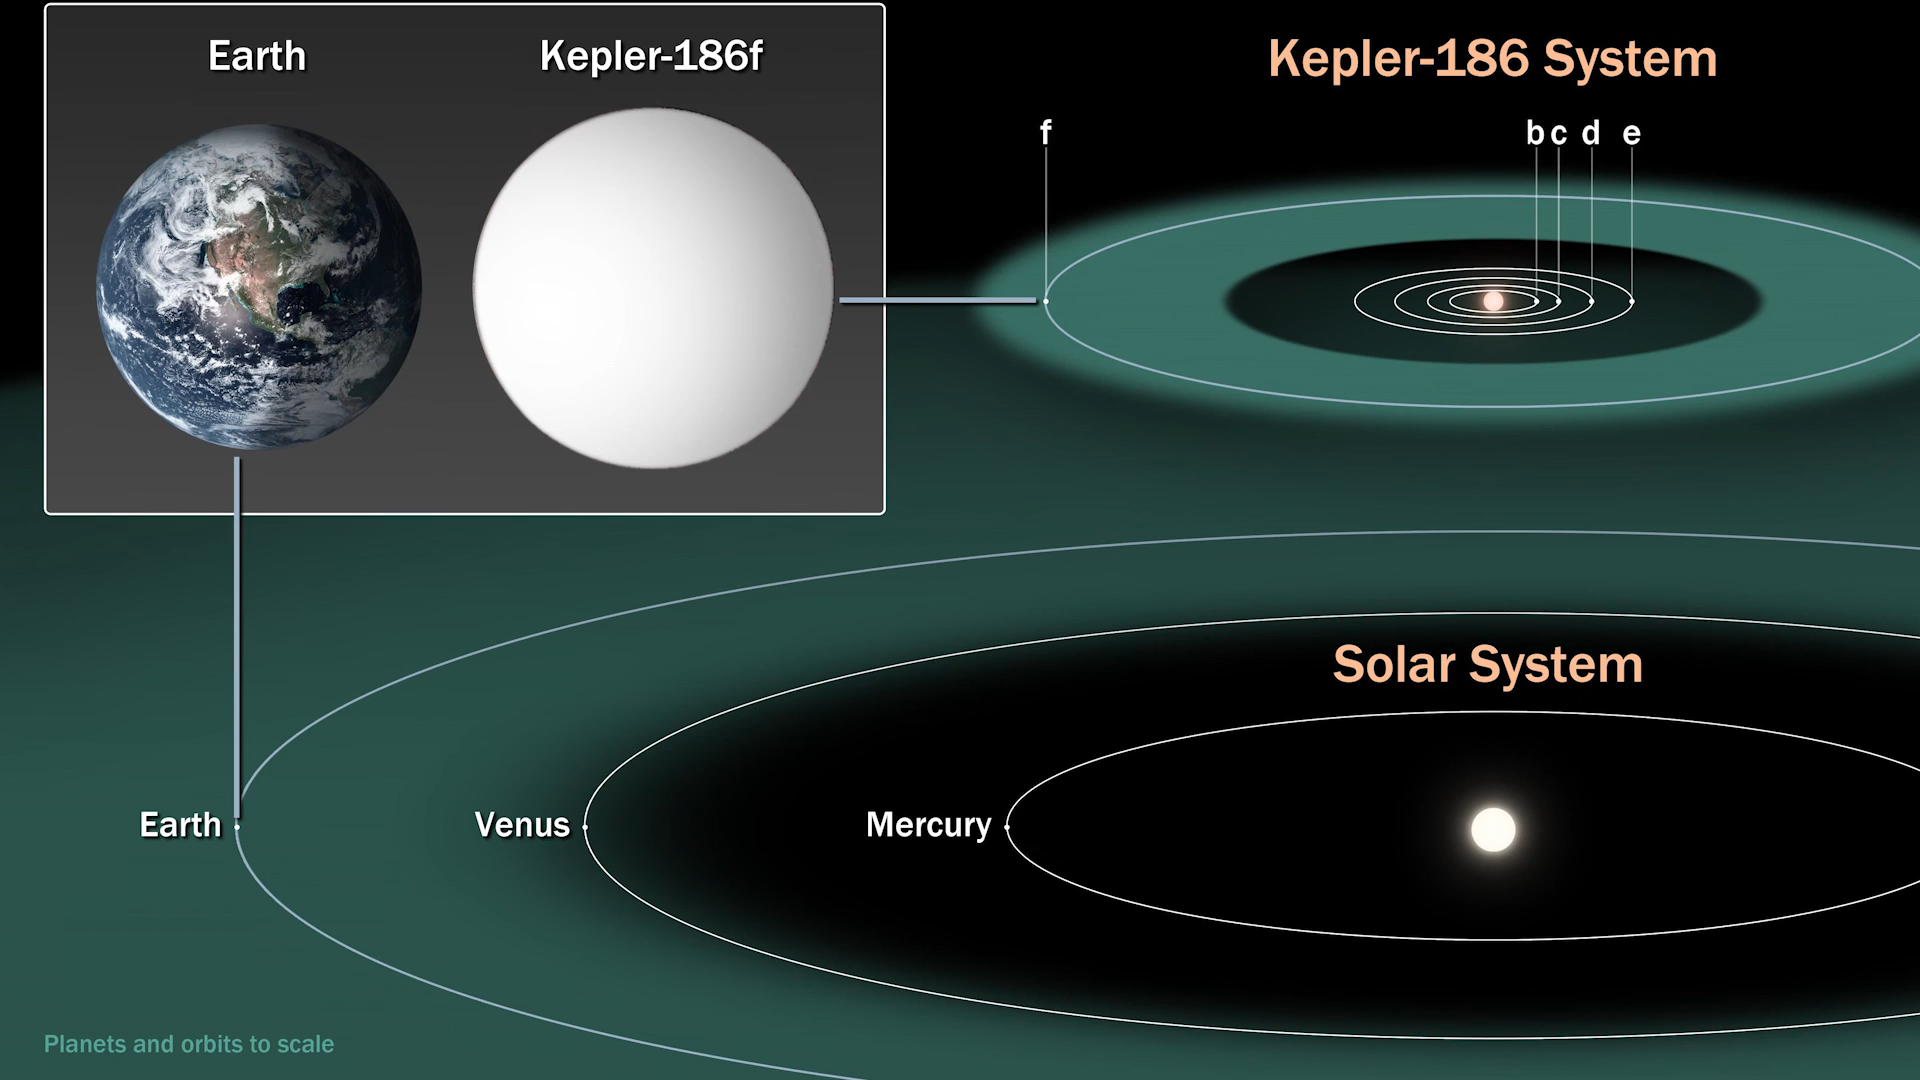 Earth
Kepler-186f
Kepler-186 System
f
b c d e
Solar System
Earth
Venus
Mercury
Planets and orbits to scale